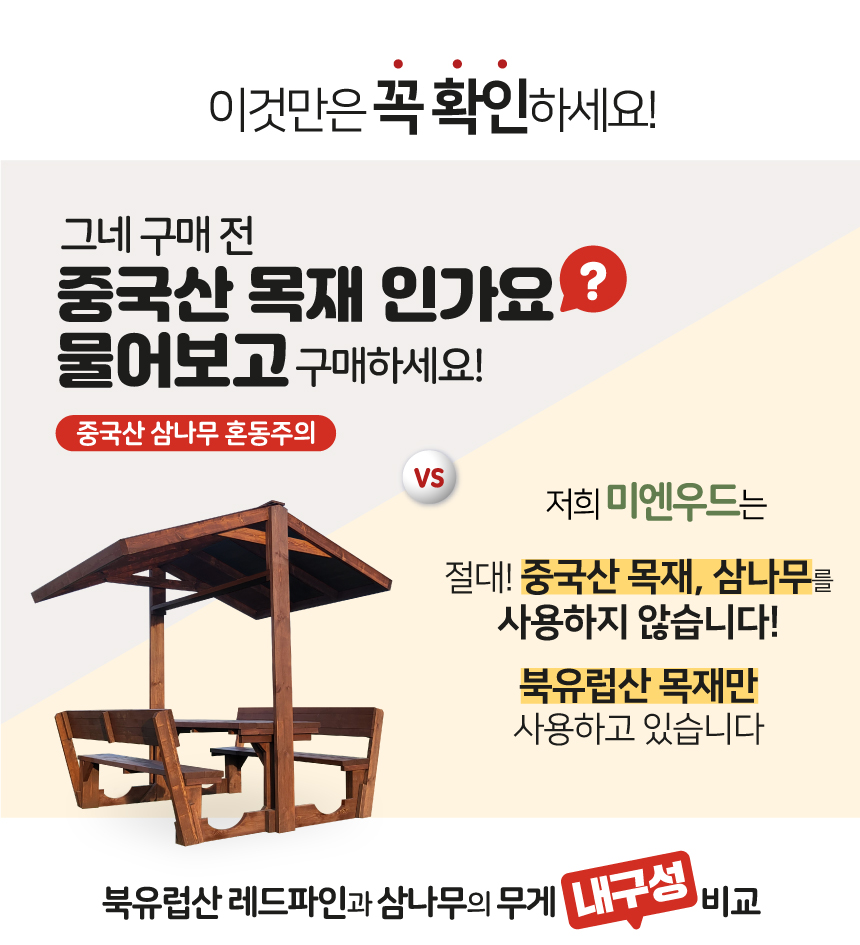 이것만은 꼭 확인하세요!
그네 구매 전
중국산 목재 인가요?
물어보고 구매하세요!
중국산 삼나무 혼동주의
VS
저희 미엔우드는
절대! 중국산 목재, 삼나무를
사용하지 않습니다!
북유럽산 목재만
사용하고 있습니다
북유럽산 레드파인과 삼나무의 무게 내구성 비교